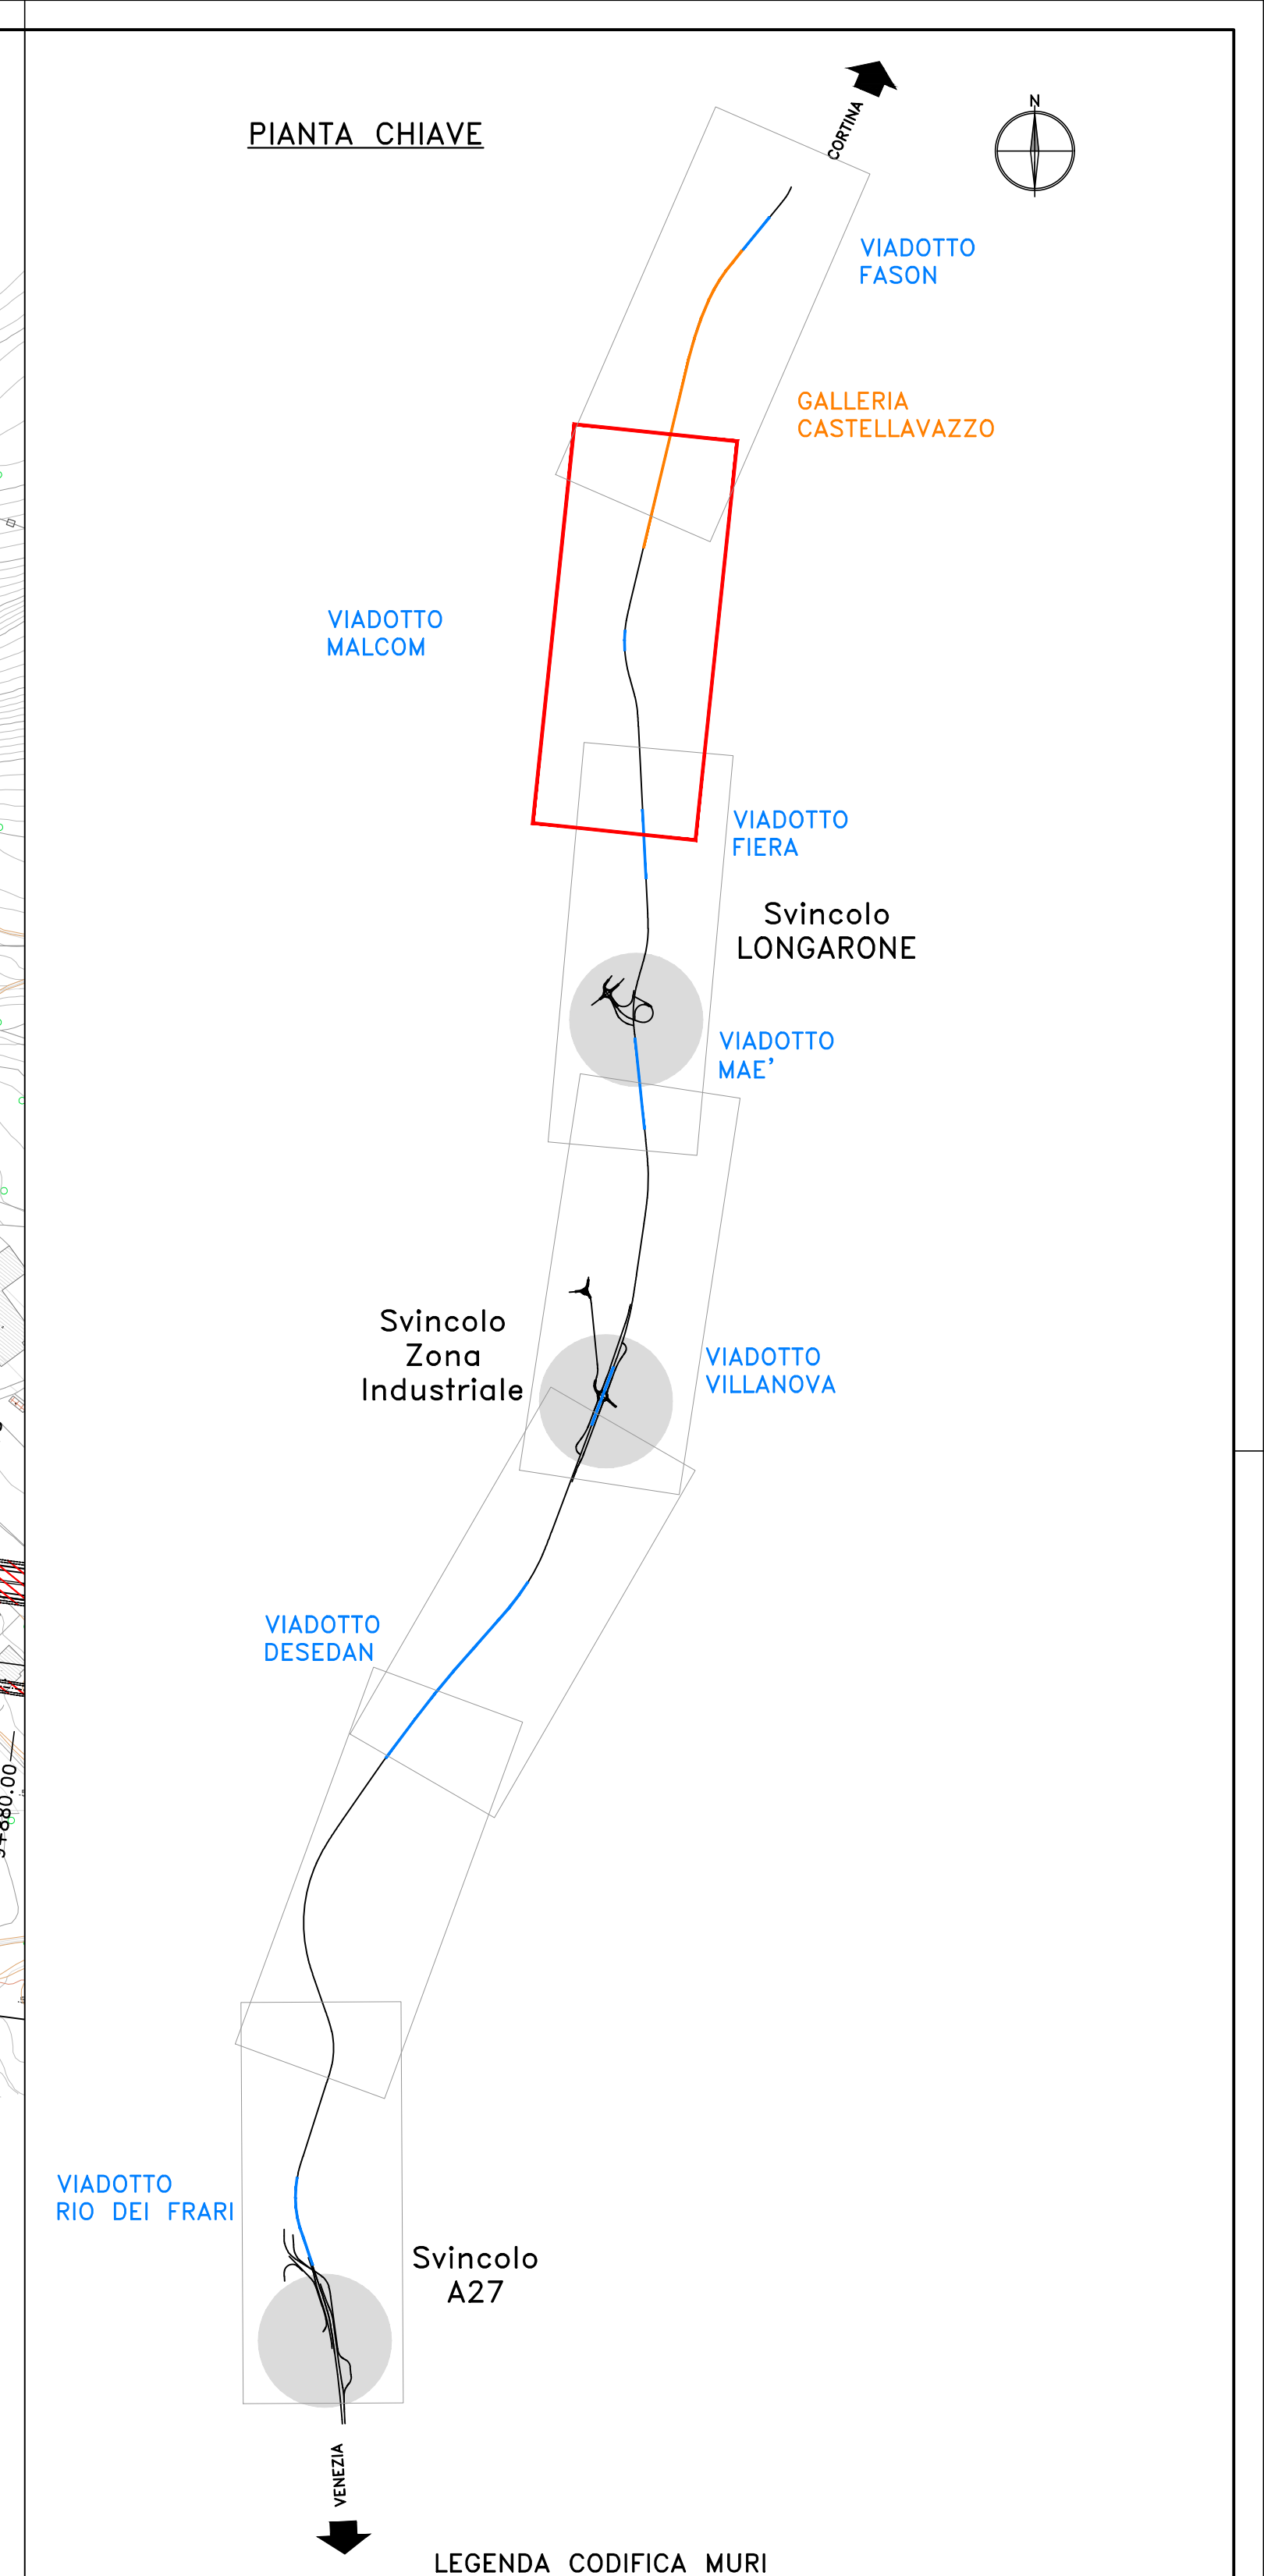 PIANTA CHIAVE
CORTINA
N
VIADOTTO
FASON
GALLERIA
CASTELLAVAZZO
VIADOTTO
MALCOM
VIADOTTO
FIERA
Svincolo
LONGARONE
VIADOTTO
MAE'
Svincolo
Zona
Industriale
VIADOTTO
VILLANOVA
VIADOTTO
DESEDAN
VIADOTTO
RIO DEI FRARI
Svincolo
A27
VENEZIA
LEGENDA CODIFICA MURI